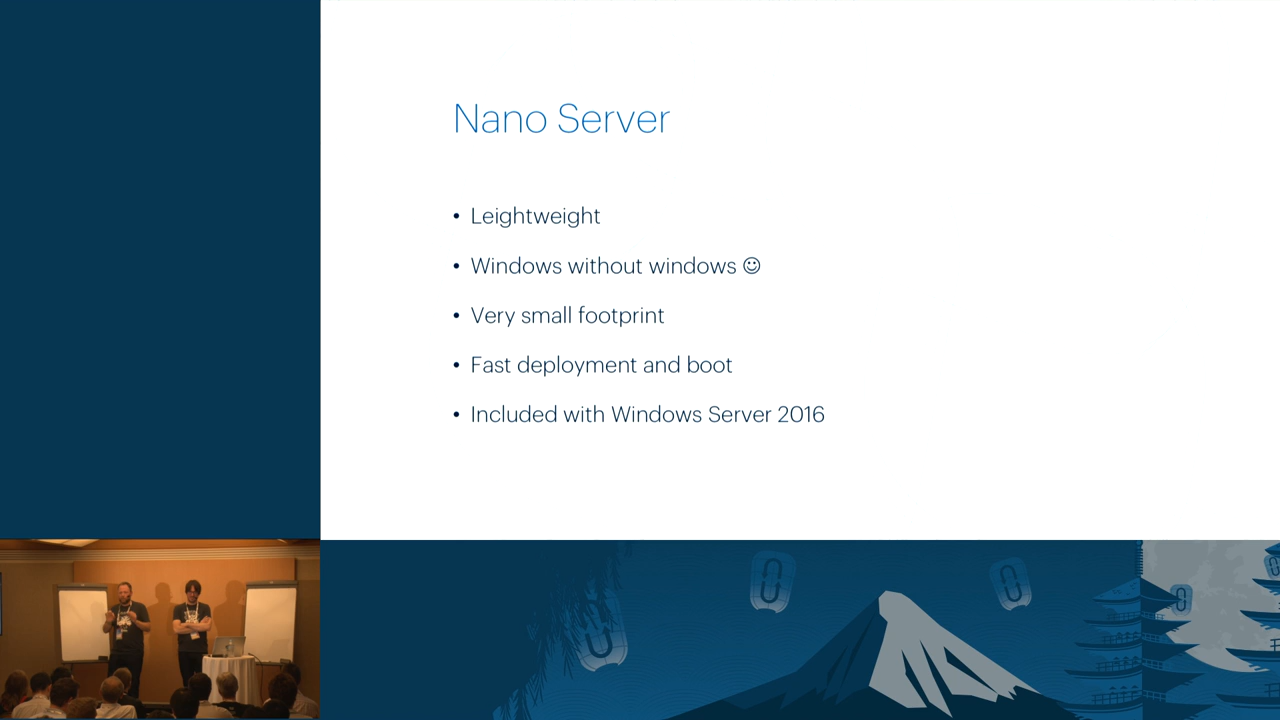 Nano Server
• Leightweight
• Windows without windows ☺
• Very small footprint
• Fast deployment and boot
• Included with Windows Server 2016